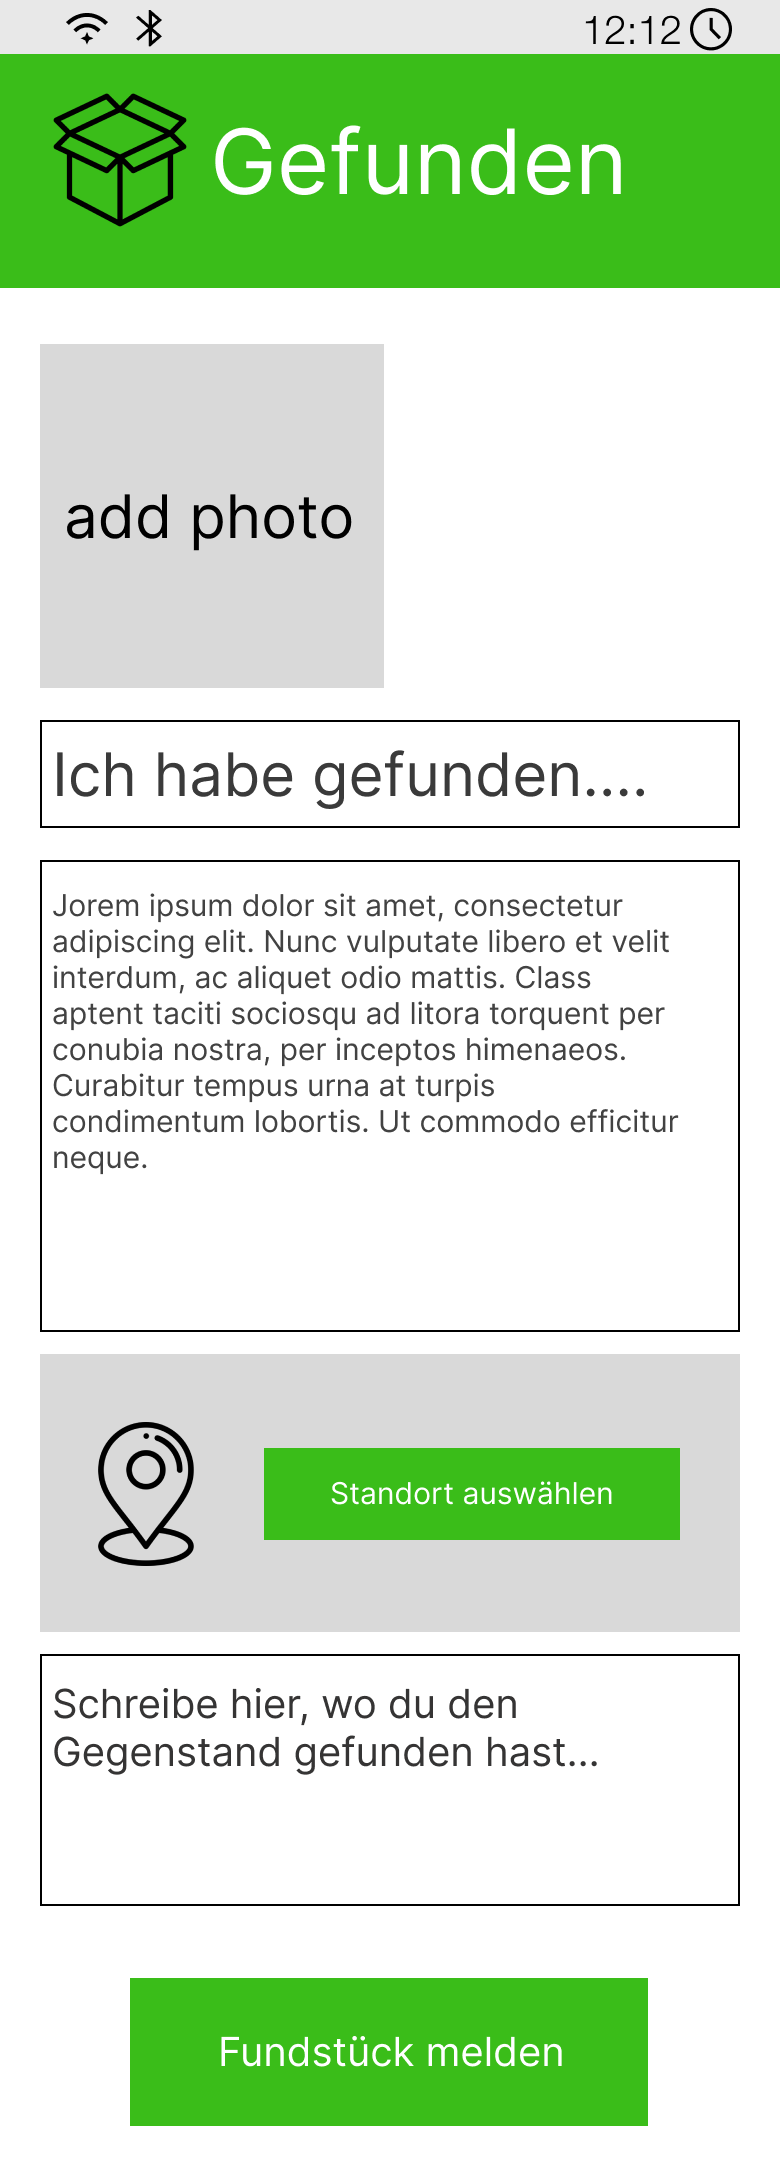 12:12
Gefunden
add photo
Ich habe gefunden....
Jorem ipsum dolor sit amet, consectetur
adipiscing elit. Nunc vulputate libero et velit
interdum, ac aliquet odio mattis. Class
aptent taciti sociosqu ad litora torquent per
conubia nostra, per inceptos himenaeos.
Curabitur tempus urna at turpis
condimentum lobortis. Ut commodo efficitur
neque.
Standort auswählen
Schreibe hier, wo du den
Gegenstand gefunden hast...
Fundstück melden